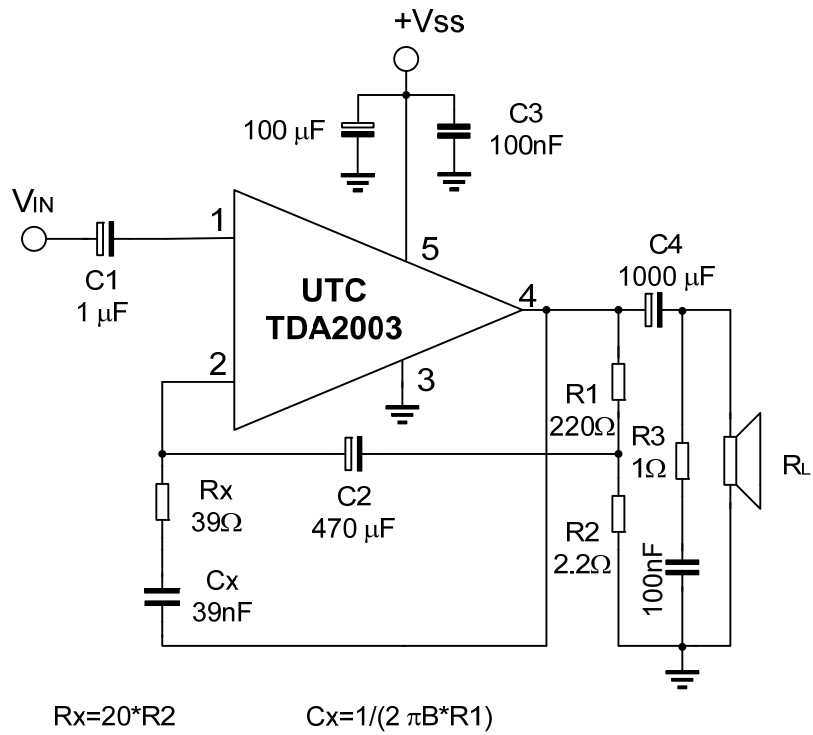 +Vss
100 µF
C3
100nF
VIN
C1
1 µF
1
2
5
4
3
UTC
TDA2003
C4
1000 µF
R1
220Ω
R3
1Ω
RL
Rx
39Ω
C2
470 µF
R2
2.2Ω
100nF
Cx
39nF
Rx=20*R2
Cx=1/(2 πB*R1)